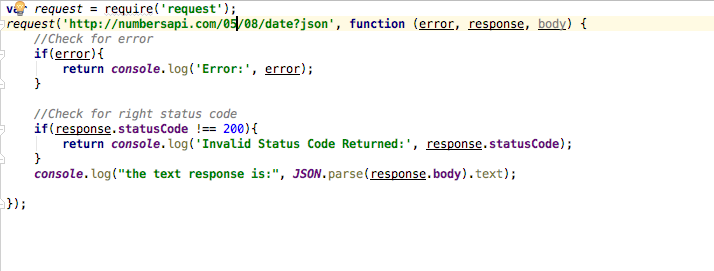 var request = require('request');
request('http://numbersapi.com/05/08/date?json', function (error, response, body) {
    //Check for error
    if(error){
        return console.log('Error:', error);
    }

    //Check for right status code
    if(response.statusCode !== 200){
        return console.log('Invalid Status Code Returned:', response.statusCode);
    }
    console.log("the text response is:", JSON.parse(response.body).text);

});